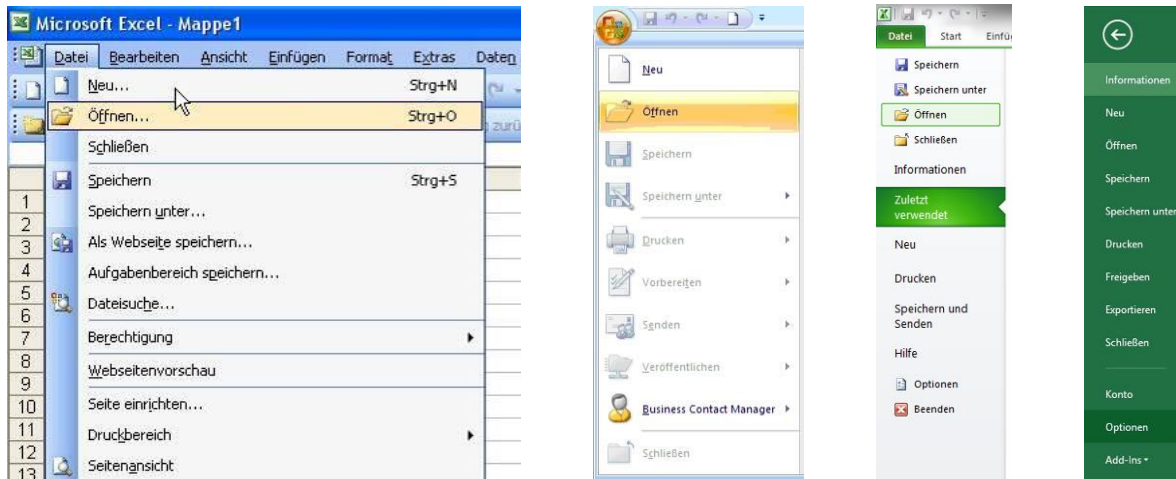 Microsoft Excel - Mappe1
Datei Bearbeiten Ansicht Einfügen Format Extras Daten
Neu... Strg+N
Öffnen... Strg+O
Schließen
Speichern Strg+S
Speichern unter...
Als Webseite speichern...
Aufgabenbereich speichern...
Dateisuche...
Berechtigung
Webseitenvorschau
Seite einrichten...
Druckbereich
Seitenansicht
1
2
3
4
5
6
7
8
9
10
11
12
13
Neu
Öffnen
Speichern
Speichern unter
Drucken
Vorbereiten
Senden
Veröffentlichen
Business Contact Manager
Schließen
Datei Start Einfü
Speichern
Speichern unter
Öffnen
Schließen
Informationen
Zuletzt
verwendet
Neu
Drucken
Speichern und
Senden
Hilfe
Optionen
Beenden
Informationen
Neu
Öffnen
Speichern
Speichern unter
Drucken
Freigeben
Exportieren
Schließen
Konto
Optionen
Add-Ins